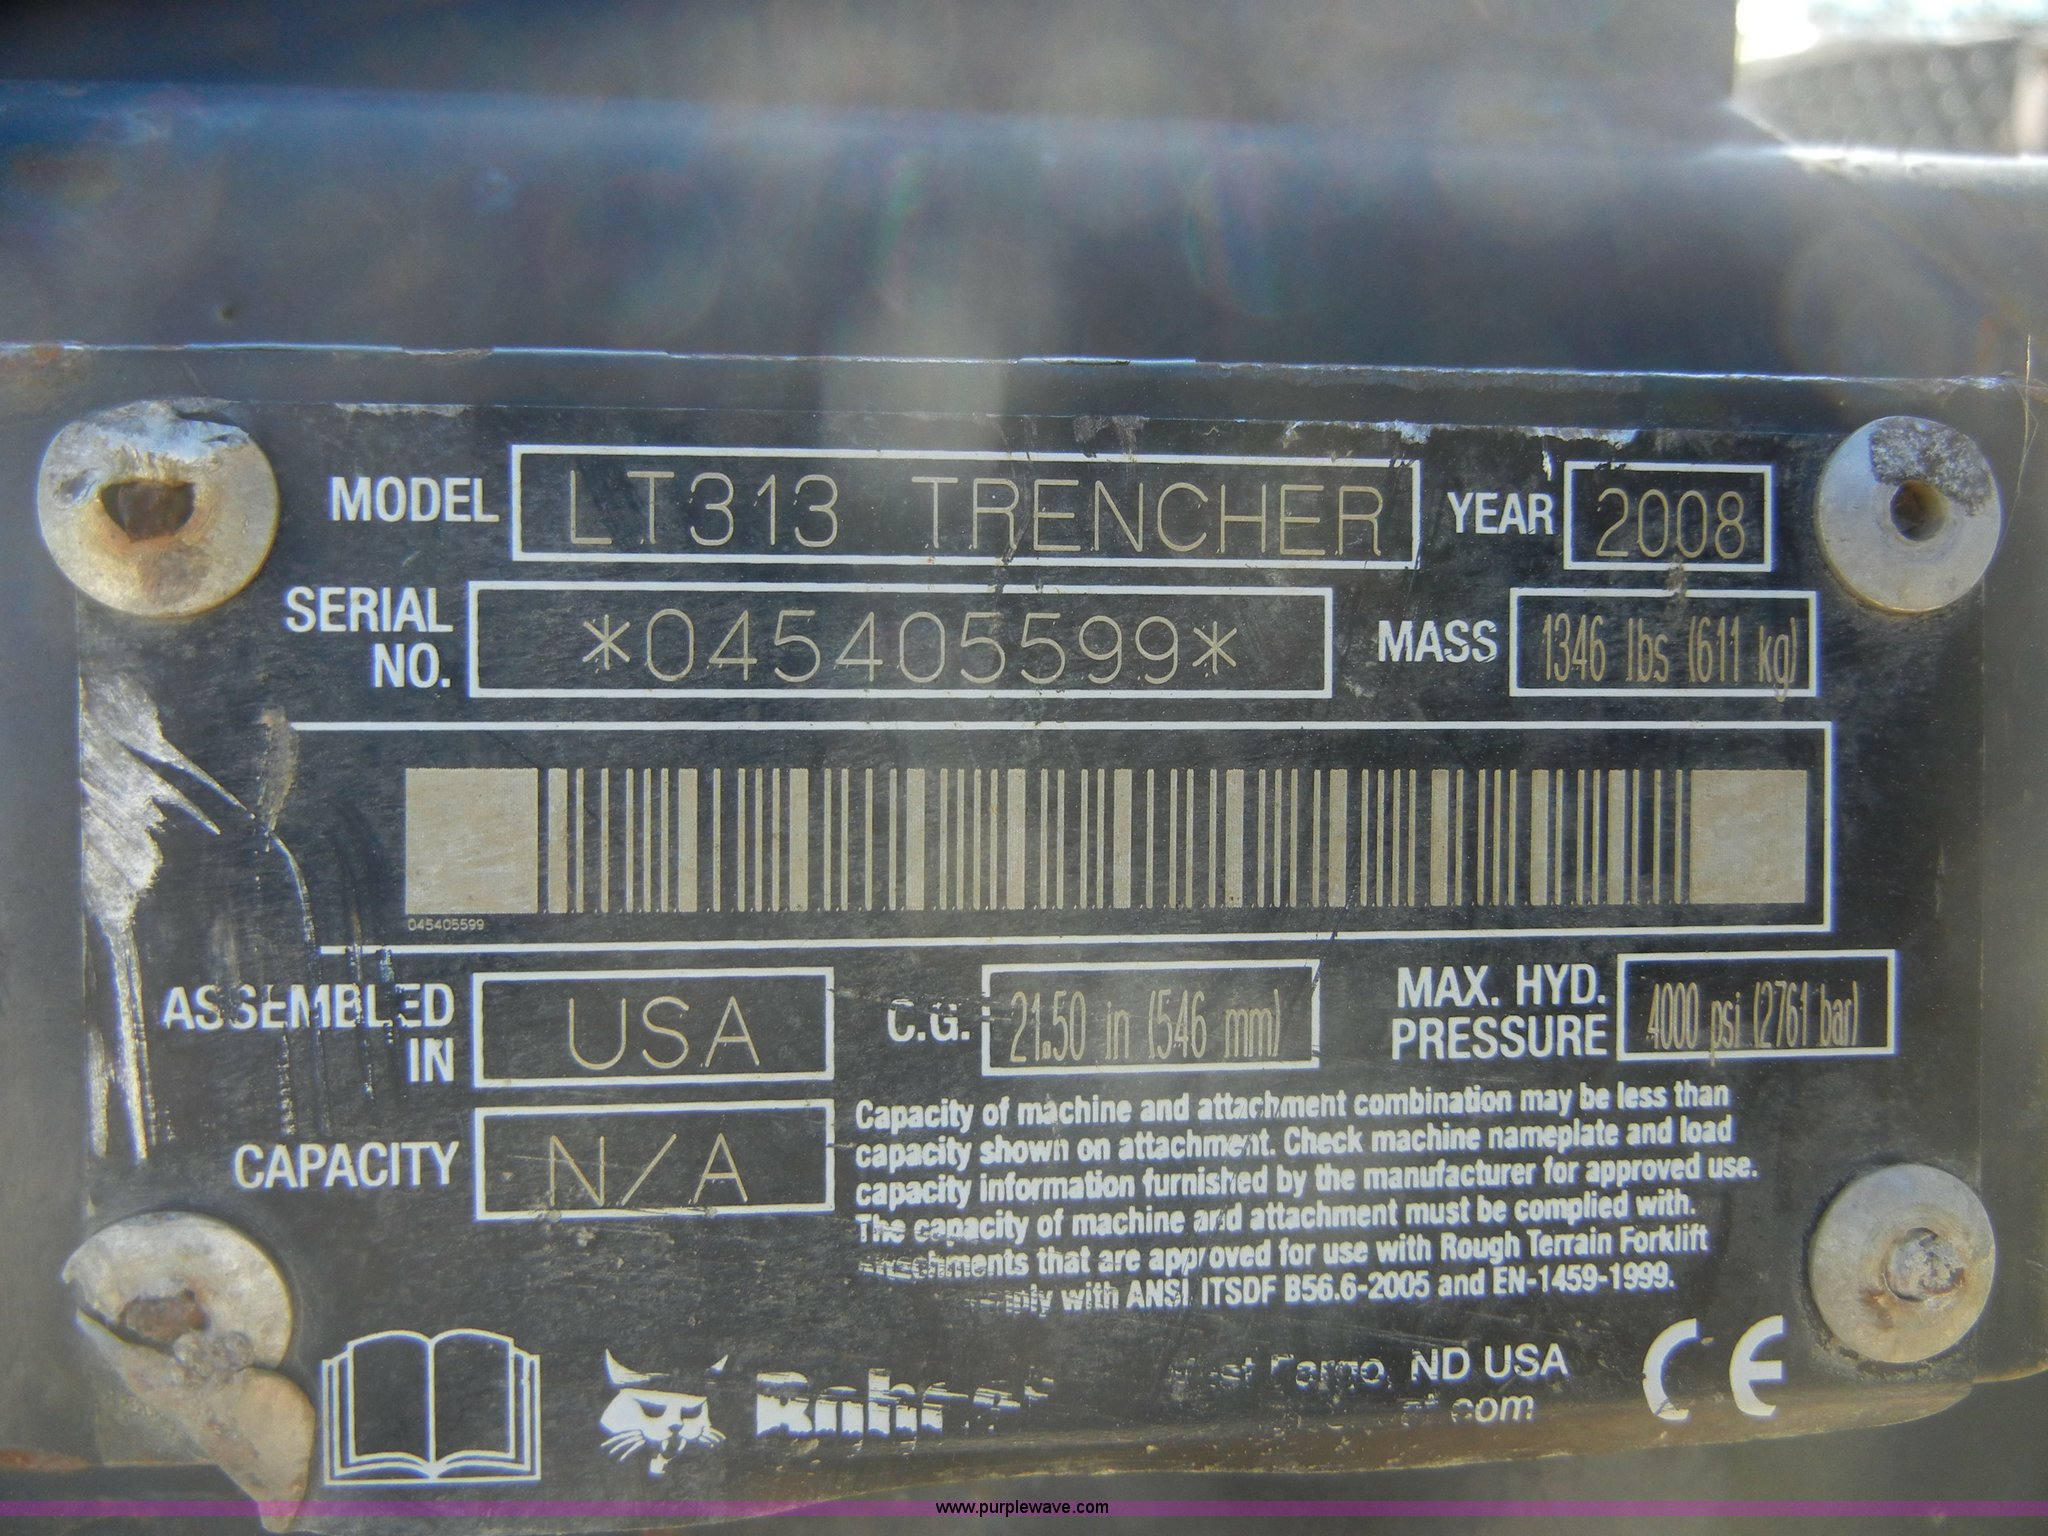 MODEL LT313 TRENCHER YEAR 2008
SERIAL NO. *045405599* MASS 1346 lbs (611 kg)
045405599
ASSEMBLED IN USA C.G. 21.50 in (546 mm) MAX. HYD. PRESSURE 4000 psi (2761 bar)
CAPACITY N/A
Capacity of machine and attachment combination may be less than
capacity shown on attachment. Check machine nameplate and load
capacity information furnished by the manufacturer for approved use.
The capacity of machine and attachment must be complied with.
Attachments that are approved for use with Rough Terrain Forklift
with ANSI ITSDF B56.6-2005 and EN-1459-1999.
Bobcat West Fargo, ND USA
CE
www.purplewave.com